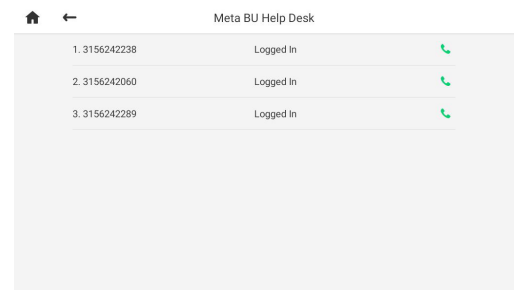 Meta BU Help Desk
1. 3156242238 Logged In
2. 3156242060 Logged In
3. 3156242289 Logged In